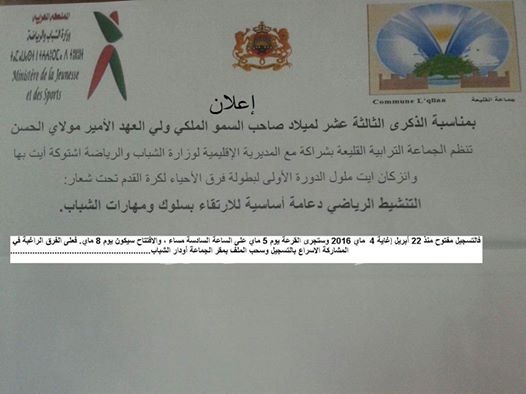 المملكة المغربية
وزارة الشباب والرياضة
Ministère de la Jeunesse
et des Sports
Commune L'qliaa
جماعة القليعة
إعلان
بمناسبة الذكرى الثالثة عشر لميلاد صاحب السمو الملكي ولي العهد الأمير مولاي الحسن
تنظم الجماعة الترابية القليعة بشراكة مع المديرية الإقليمية لوزارة الشباب والرياضة اشتوكة أيت بها
وانزكان ايت ملول الدورة الأولى لبطولة فرق الأحياء لكرة القدم تحت شعار:
التنشيط الرياضي دعامة أساسية للارتقاء بسلوك ومهارات الشباب.
فالتسجيل مفتوح منذ 22 أبريل إغاية 4 ماي 2016 وستجرى القرعة يوم 5 ماي على الساعة السادسة مساء ، والافتتاح سيكون يوم 8 ماي. فعلى الفرق الراغبة في
المشاركة الاسراع بالتسجيل وسحب الملف بمقر الجماعة أودار الشباب